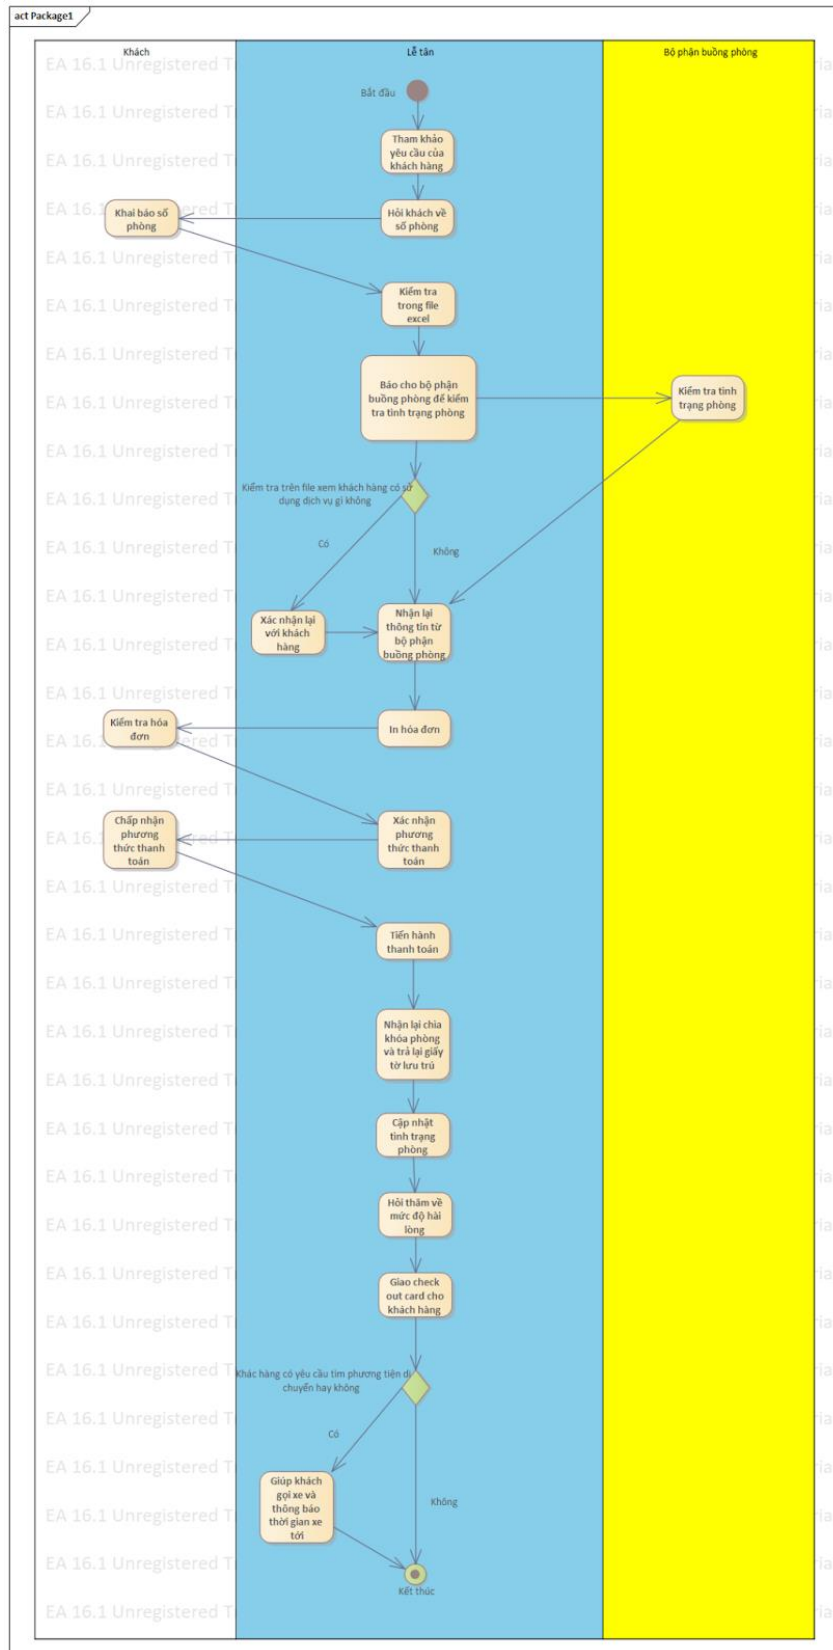 act Package1
Khách
Lễ tân
Bộ phận buồng phòng
Bắt đầu
Tham khảo
yêu cầu của
khách hàng
Khai báo số
phòng
Hỏi khách về
số phòng
Kiểm tra
trong file
excel
Báo cho bộ phận
buồng phòng để kiểm
tra tình trạng phòng
Kiểm tra tình
trạng phòng
Kiểm tra trên file xem khách hàng có sử
dụng dịch vụ gì không
Có
Không
Xác nhận lại
với khách
hàng
Nhận lại
thông tin từ
bộ phận
buồng phòng
Kiểm tra hóa
đơn
In hóa đơn
Chấp nhận
phương
thức thanh
toán
Xác nhận
phương
thức thanh toán
Tiến hành
thanh toán
Nhận lại chìa
khóa phòng
và trả lại giấy
tờ lưu trú
Cập nhật
tình trạng
phòng
Hỏi thăm về
mức độ hài
lòng
Giao check
out card cho
khách hàng
Khác hàng có yêu cầu tìm phương tiện di
chuyển hay không
Có
Không
Giúp khách
gọi xe và
thông báo
thời gian xe
tới
Kết thúc
EA 16.1 Unregistered